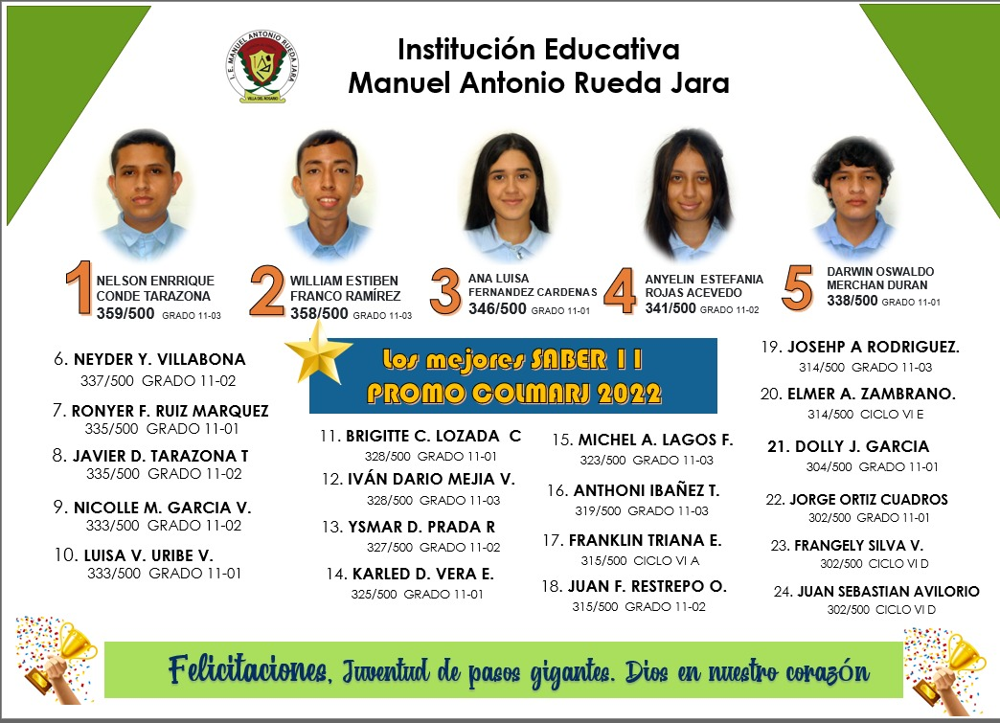 I. E. MANUEL ANTONIO RUEDA JARA
VILLA DEL ROSARIO
Institución Educativa
Manuel Antonio Rueda Jara
1 NELSON ENRRIQUE
CONDE TARAZONA
359/500 GRADO 11-03
2 WILLIAM ESTIBEN
FRANCO RAMÍREZ
358/500 GRADO 11-03
3 ANA LUISA
FERNANDEZ CARDENAS
346/500 GRADO 11-01
4 ANYELIN ESTEFANIA
ROJAS ACEVEDO
341/500 GRADO 11-02
5 DARWIN OSWALDO
MERCHAN DURAN
338/500 GRADO 11-01
Los mejores SABER 11
PROMO COLMARJ 2022
6. NEYDER Y. VILLABONA
337/500 GRADO 11-02
7. RONYER F. RUIZ MARQUEZ
335/500 GRADO 11-01
8. JAVIER D. TARAZONA T
335/500 GRADO 11-02
9. NICOLLE M. GARCIA V.
333/500 GRADO 11-02
10. LUISA V. URIBE V.
333/500 GRADO 11-01
11. BRIGITTE C. LOZADA C
328/500 GRADO 11-01
12. IVÁN DARIO MEJIA V.
328/500 GRADO 11-03
13. YSMAR D. PRADA R
327/500 GRADO 11-02
14. KARLED D. VERA E.
325/500 GRADO 11-01
15. MICHEL A. LAGOS F.
323/500 GRADO 11-03
16. ANTHONI IBAÑEZ T.
319/500 GRADO 11-03
17. FRANKLIN TRIANA E.
315/500 CICLO VI A
18. JUAN F. RESTREPO O.
315/500 GRADO 11-02
19. JOSEHP A RODRIGUEZ.
314/500 GRADO 11-03
20. ELMER A. ZAMBRANO.
314/500 CICLO VI E
21. DOLLY J. GARCIA
304/500 GRADO 11-01
22. JORGE ORTIZ CUADROS
302/500 GRADO 11-01
23. FRANGELY SILVA V.
302/500 CICLO VI D
24. JUAN SEBASTIAN AVILORIO
302/500 CICLO VI D
Felicitaciones, Juventud de pasos gigantes. Dios en nuestro corazón